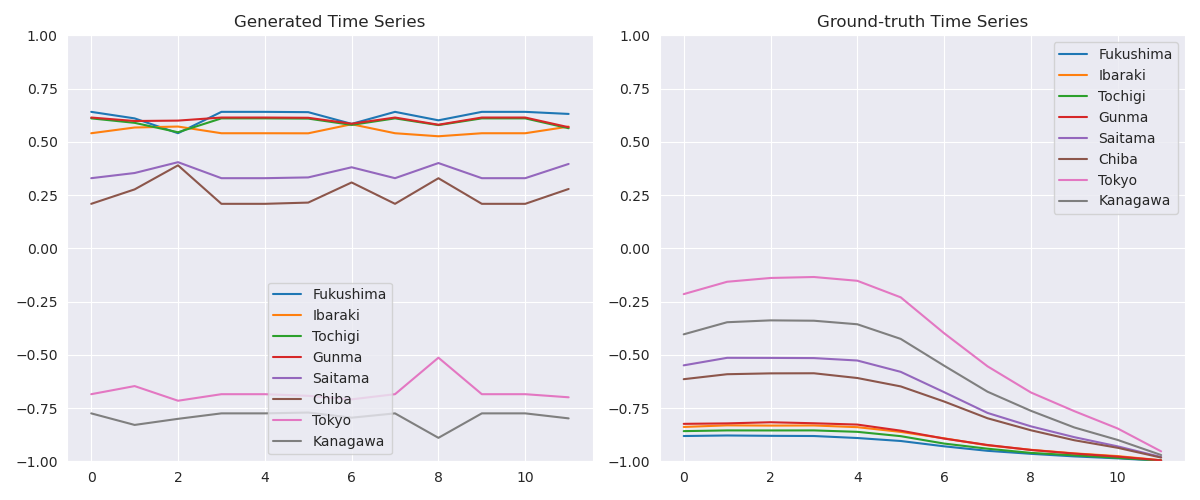 Generated Time Series
1.00
0.75
0.50
0.25
0.00
−0.25
−0.50
−0.75
−1.00
Fukushima
Ibaraki
Tochigi
Gunma
Saitama
Chiba
Tokyo
Kanagawa
0 2 4 6 8 10
Ground-truth Time Series
1.00
0.75
0.50
0.25
0.00
−0.25
−0.50
−0.75
−1.00
Fukushima
Ibaraki
Tochigi
Gunma
Saitama
Chiba
Tokyo
Kanagawa
0 2 4 6 8 10